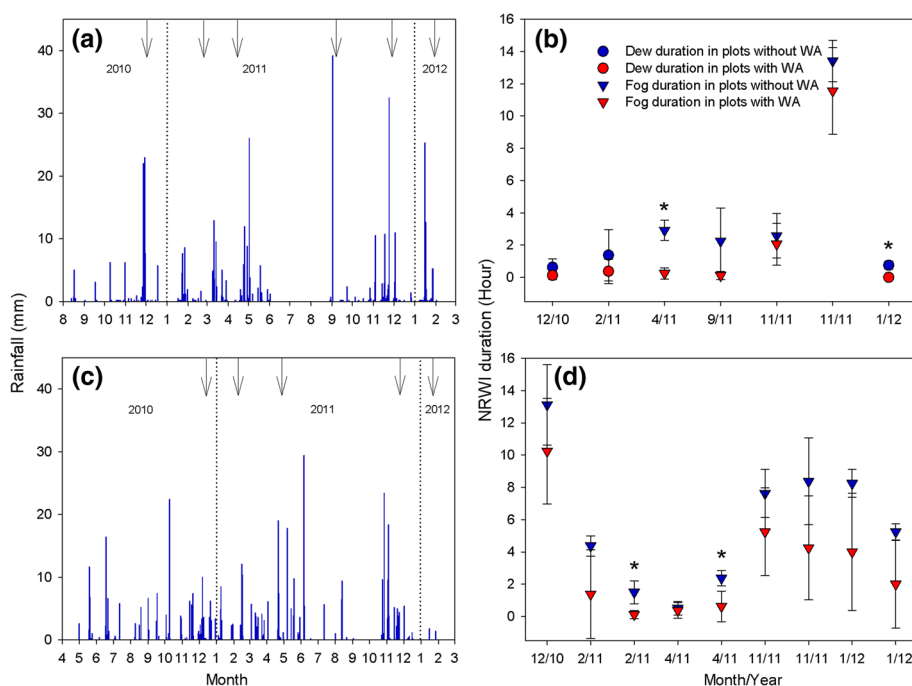 (a)
(b)
40
30
20
10
0
2010
2011
2012
8 9 10 11 12 1 2 3 4 5 6 7 8 9 10 11 12 1 2 3
16
14
12
10
8
6
4
2
0
Dew duration in plots without WA
Dew duration in plots with WA
Fog duration in plots without WA
Fog duration in plots with WA
*
*
12/10 2/11 4/11 9/11 11/11 11/11 1/12
Rainfall (mm)
NRWI duration (Hour)
(c)
(d)
40
30
20
10
0
2010
2011
2012
4 5 6 7 8 9 10 11 12 1 2 3 4 5 6 7 8 9 10 11 12 1 2 3
Month
16
14
12
10
8
6
4
2
0
*
*
12/10 2/11 2/11 4/11 4/11 11/11 11/11 1/12 1/12
Month/Year